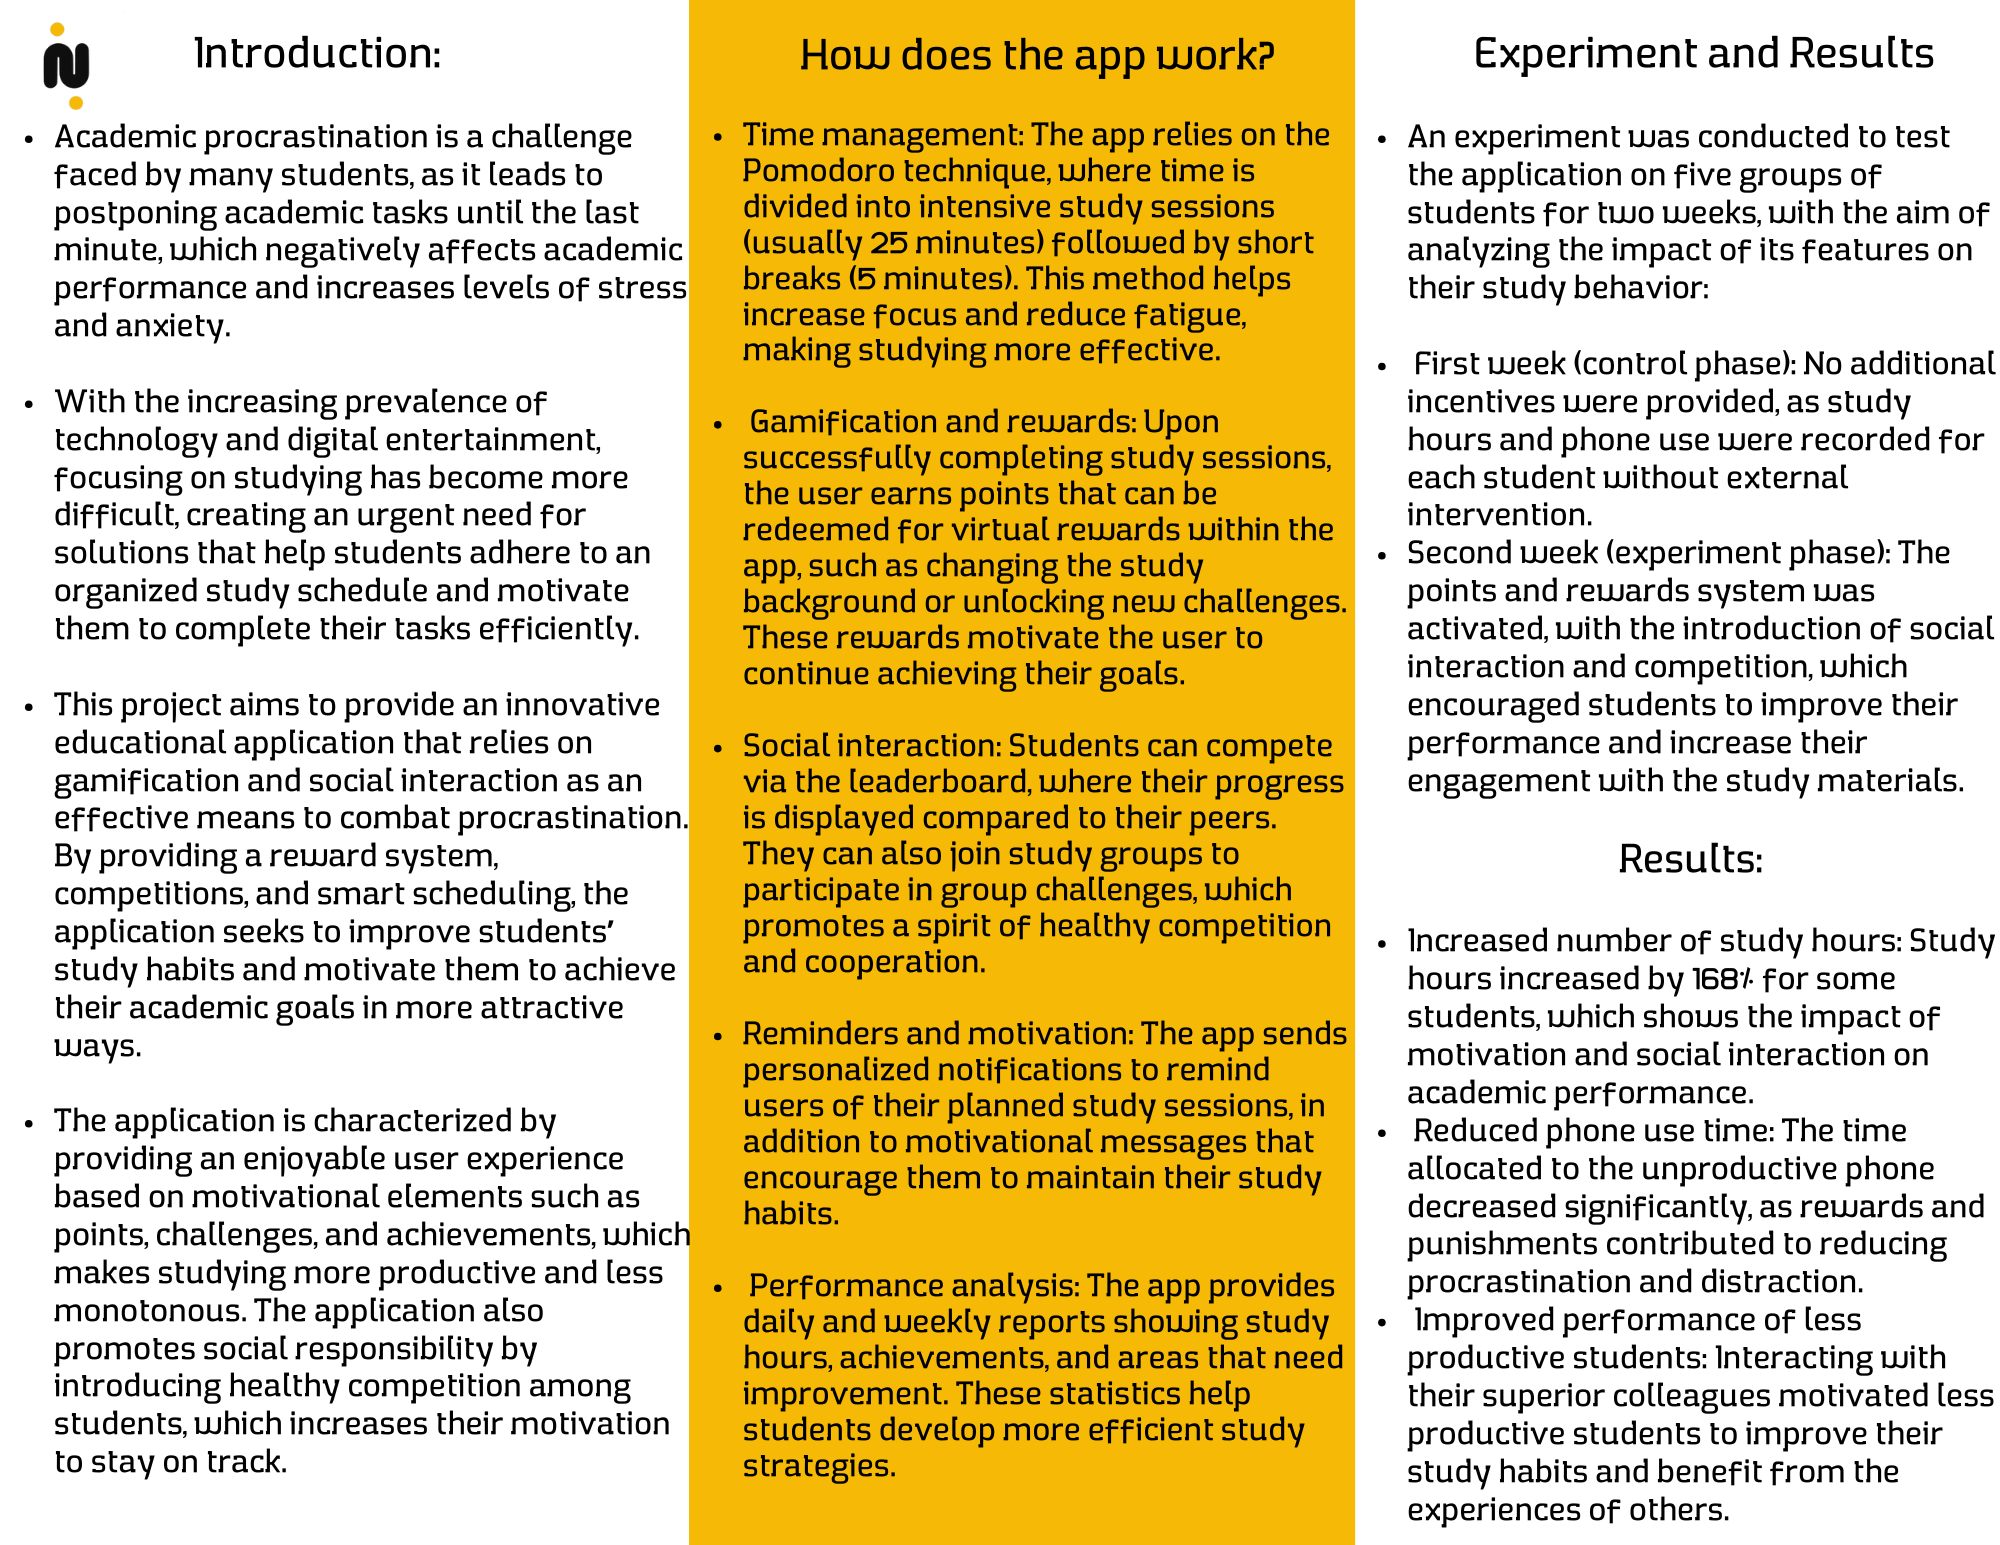 Introduction:
• Academic procrastination is a challenge
faced by many students, as it leads to
postponing academic tasks until the last
minute, which negatively affects academic
performance and increases levels of stress
and anxiety.
• With the increasing prevalence of
technology and digital entertainment,
focusing on studying has become more
difficult, creating an urgent need for
solutions that help students adhere to an
organized study schedule and motivate
them to complete their tasks efficiently.
• This project aims to provide an innovative
educational application that relies on
gamification and social interaction as an
effective means to combat procrastination.
By providing a reward system,
competitions, and smart scheduling, the
application seeks to improve students’
study habits and motivate them to achieve
their academic goals in more attractive
ways.
• The application is characterized by
providing an enjoyable user experience
based on motivational elements such as
points, challenges, and achievements, which
makes studying more productive and less
monotonous. The application also
promotes social responsibility by
introducing healthy competition among
students, which increases their motivation
to stay on track.
How does the app work?
• Time management: The app relies on the
Pomodoro technique, where time is
divided into intensive study sessions
(usually 25 minutes) followed by short
breaks (5 minutes). This method helps
increase focus and reduce fatigue,
making studying more effective.
• Gamification and rewards: Upon
successfully completing study sessions,
the user earns points that can be
redeemed for virtual rewards within the
app, such as changing the study
background or unlocking new challenges.
These rewards motivate the user to
continue achieving their goals.
• Social interaction: Students can compete
via the leaderboard, where their progress
is displayed compared to their peers.
They can also join study groups to
participate in group challenges, which
promotes a spirit of healthy competition
and cooperation.
• Reminders and motivation: The app sends
personalized notifications to remind
users of their planned study sessions, in
addition to motivational messages that
encourage them to maintain their study
habits.
• Performance analysis: The app provides
daily and weekly reports showing study
hours, achievements, and areas that need
improvement. These statistics help
students develop more efficient study
strategies.
Experiment and Results
• An experiment was conducted to test
the application on five groups of
students for two weeks, with the aim of
analyzing the impact of its features on
their study behavior:
• First week (control phase): No additional
incentives were provided, as study
hours and phone use were recorded for
each student without external
intervention.
• Second week (experiment phase): The
points and rewards system was
activated, with the introduction of social
interaction and competition, which
encouraged students to improve their
performance and increase their
engagement with the study materials.
Results:
• Increased number of study hours: Study
hours increased by 168% for some
students, which shows the impact of
motivation and social interaction on
academic performance.
• Reduced phone use time: The time
allocated to the unproductive phone
decreased significantly, as rewards and
punishments contributed to reducing
procrastination and distraction.
• Improved performance of less
productive students: Interacting with
their superior colleagues motivated less
productive students to improve their
study habits and benefit from the
experiences of others.